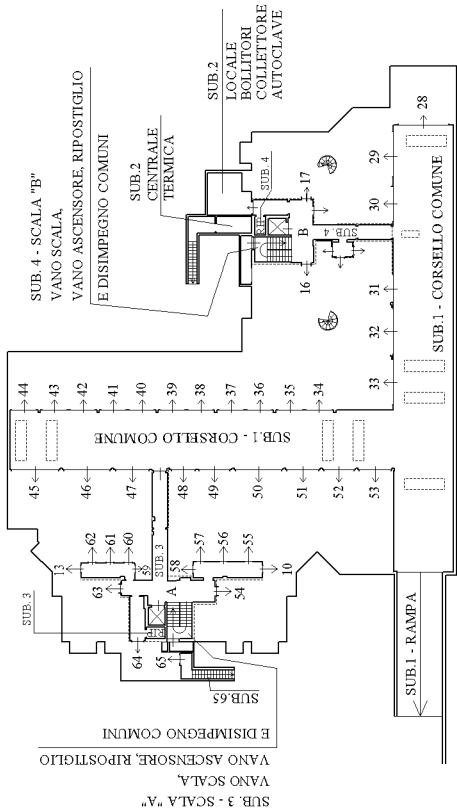 SUB. 4 - SCALA "B"
VANO SCALA,
VANO ASCENSORE, RIPOSTIGLIO
E DISIMPEGNO COMUNI
SUB.2
CENTRALE
TERMICA
SUB.2
LOCALE
BOLLITORI
COLLETTORE
AUTOCLAVE
44
43
42
41
40
39
38
37
36
35
34
SUB.1 - CORSELLO COMUNE
45
46
47
48
49
50
51
52
53
SUB. 4
17
B
16
SUB. 4
28
29
30
31
32
33
SUB.1 - CORSELLO COMUNE
13
62
61
60
59
SUB. 3
63
SUB. 3
64
RIP
A
58
57
56
55
54
10
65
SUB.65
SUB.1 - RAMPA
SUB. 3 - SCALA "A"
VANO SCALA,
VANO ASCENSORE, RIPOSTIGLIO
E DISIMPEGNO COMUNI